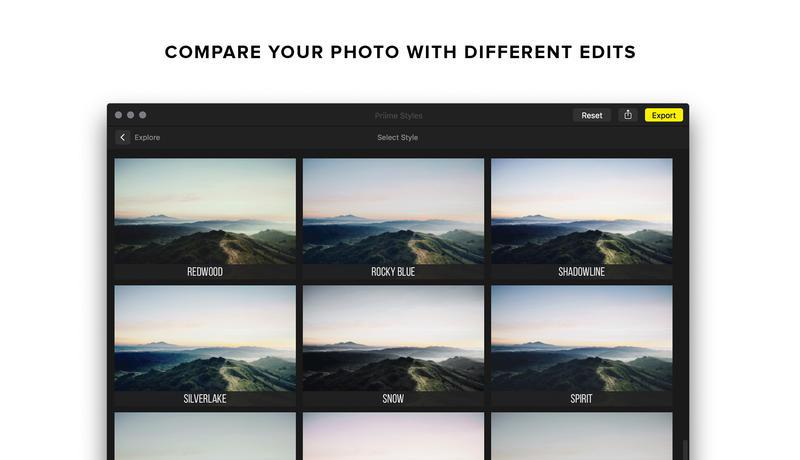 COMPARE YOUR PHOTO WITH DIFFERENT EDITS
Priime Styles
Reset
Export
Explore
Select Style
REDWOOD
ROCKY BLUE
SHADOWLINE
SILVERLAKE
SNOW
SPIRIT